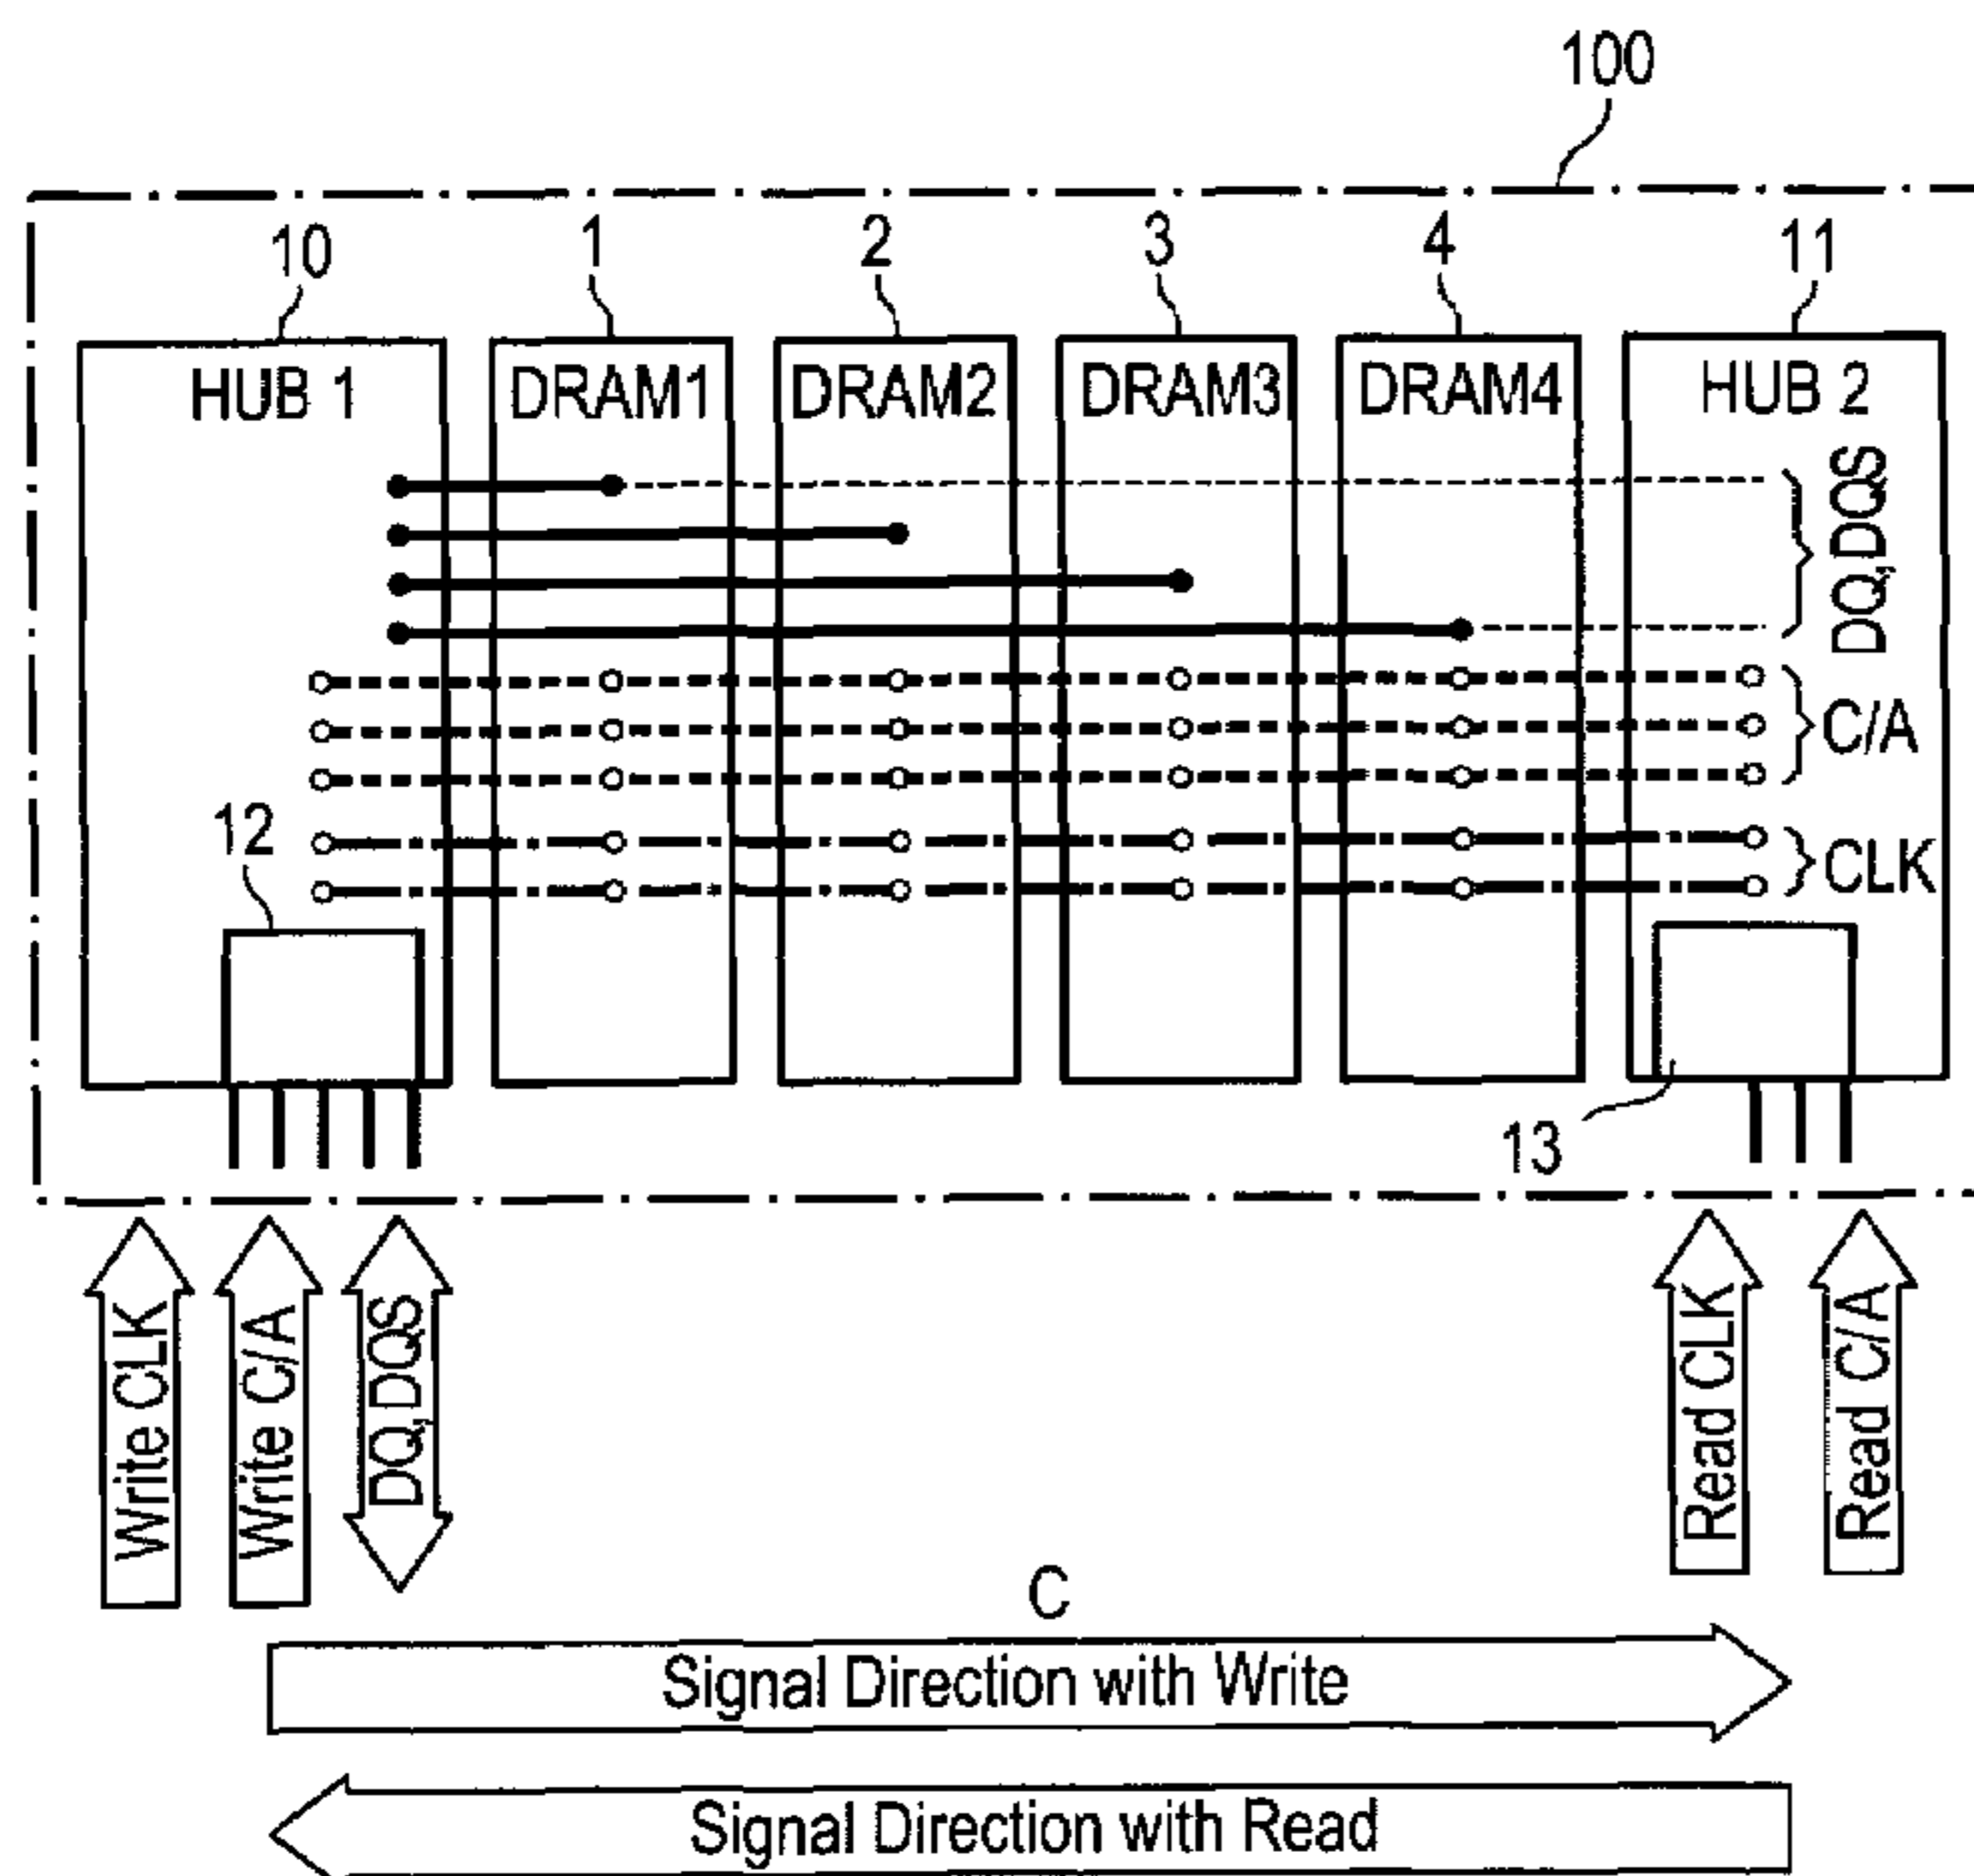 100
10
1
2
3
4
11
HUB 1
DRAM1
DRAM2
DRAM3
DRAM4
HUB 2
DQ,DQS
C/A
CLK
12
13
Write CLK
Write C/A
DQ,DQS
Read CLK
Read C/A
C
Signal Direction with Write
Signal Direction with Read